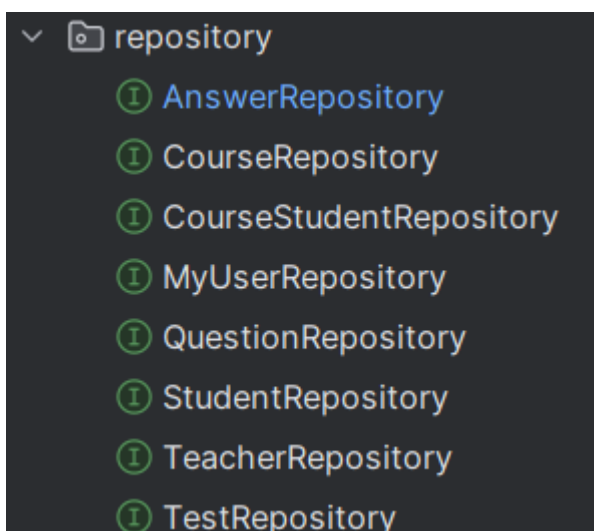 repository
AnswerRepository
CourseRepository
CourseStudentRepository
MyUserRepository
QuestionRepository
StudentRepository
TeacherRepository
TestRepository